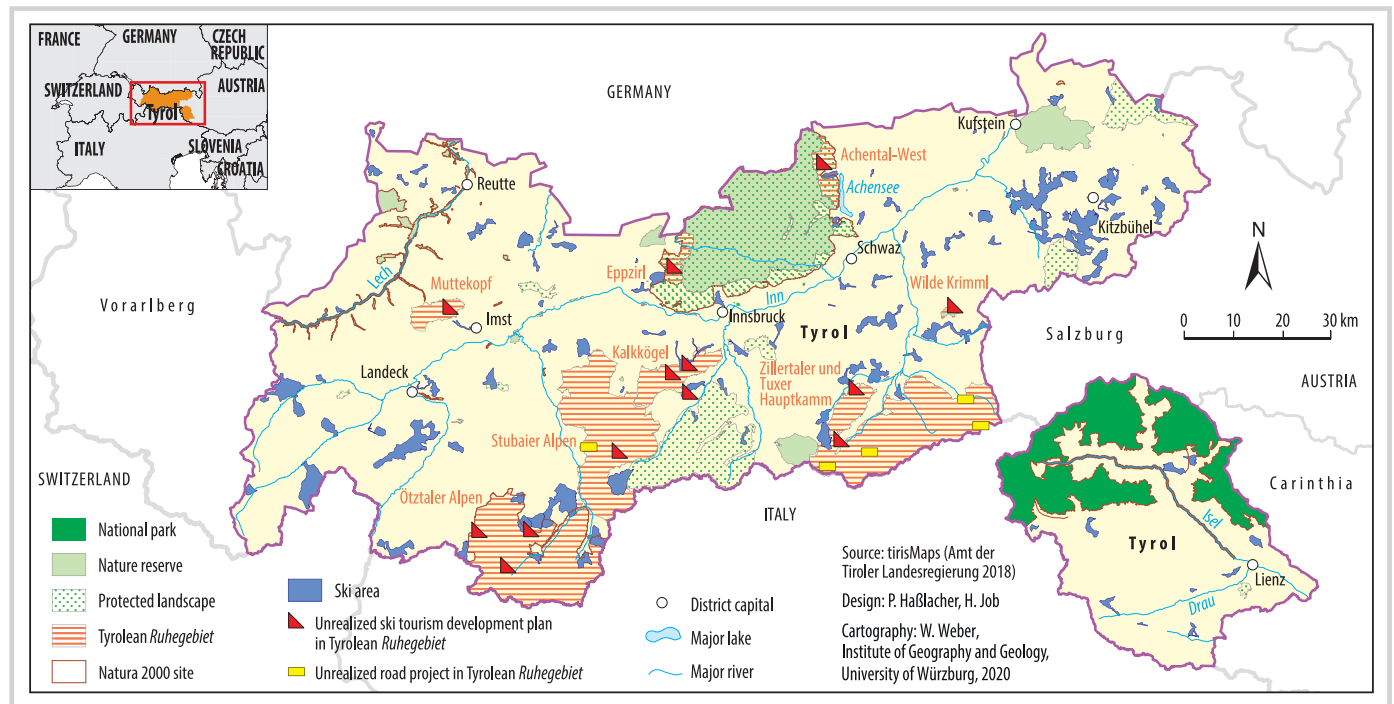 FRANCE
GERMANY
CZECH
REPUBLIC
SWITZERLAND
AUSTRIA
Tyrol
ITALY
SLOVENIA
CROATIA
GERMANY
Kufstein
Achental-West
Achensee
Reutte
Kitzbühel
N
Schwaz
Eppzirl
Lech
Muttekopf
Inn
Wilde Krimml
Vorarlberg
Imst
Innsbruck
Tyrol
Salzburg
0 10 20 30 km
Kalkkögel
Landeck
Zillertaler und
Tuxer
Hauptkamm
AUSTRIA
Stubaier Alpen
SWITZERLAND
Ötztaler Alpen
ITALY
Carinthia
Isel
Tyrol
Lienz
Drau
National park
Nature reserve
Protected landscape
Tyrolean Ruhegebiet
Natura 2000 site
Ski area
Unrealized ski tourism development plan
in Tyrolean Ruhegebiet
Unrealized road project in Tyrolean Ruhegebiet
District capital
Major lake
Major river
Source: tirisMaps (Amt der
Tiroler Landesregierung 2018)
Design: P. Haßlacher, H. Job
Cartography: W. Weber,
Institute of Geography and Geology,
University of Würzburg, 2020